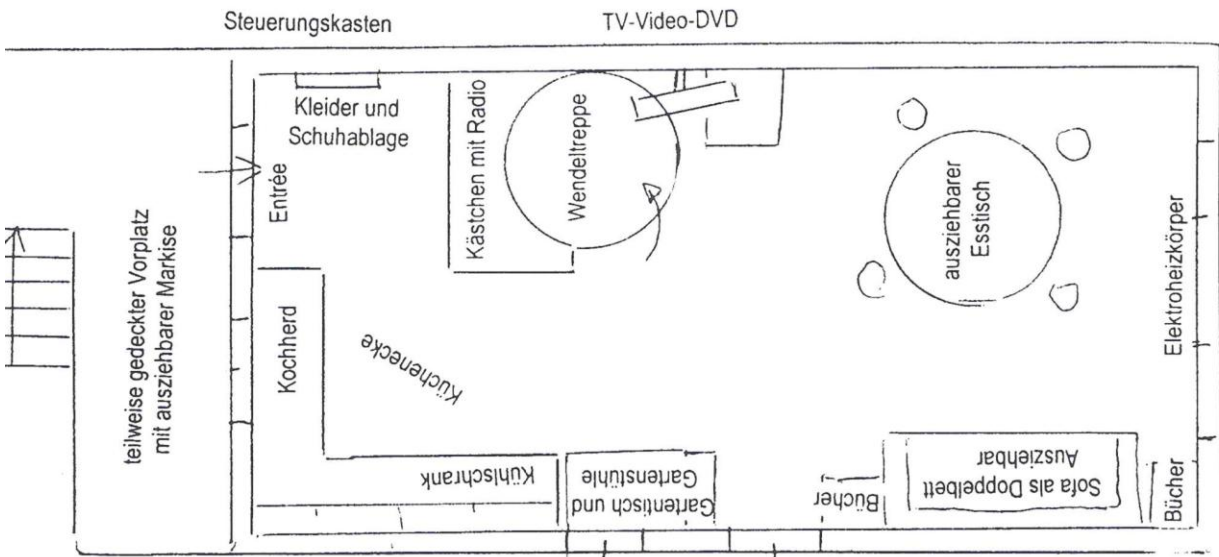 Steuerungskasten
TV-Video-DVD
Kleider und
Schuhablage
Kästchen mit Radio
Wendeltreppe
Entrée
ausziehbarer
Esstisch
teilweise gedeckter Vorplatz
mit ausziehbarer Markise
Kochherd
Küchenecke
Elektroheizkörper
Kühlschrank
Gartentisch und
Gartenstühle
Bücher
Sofa als Doppelbett
Ausziehbar
Bücher